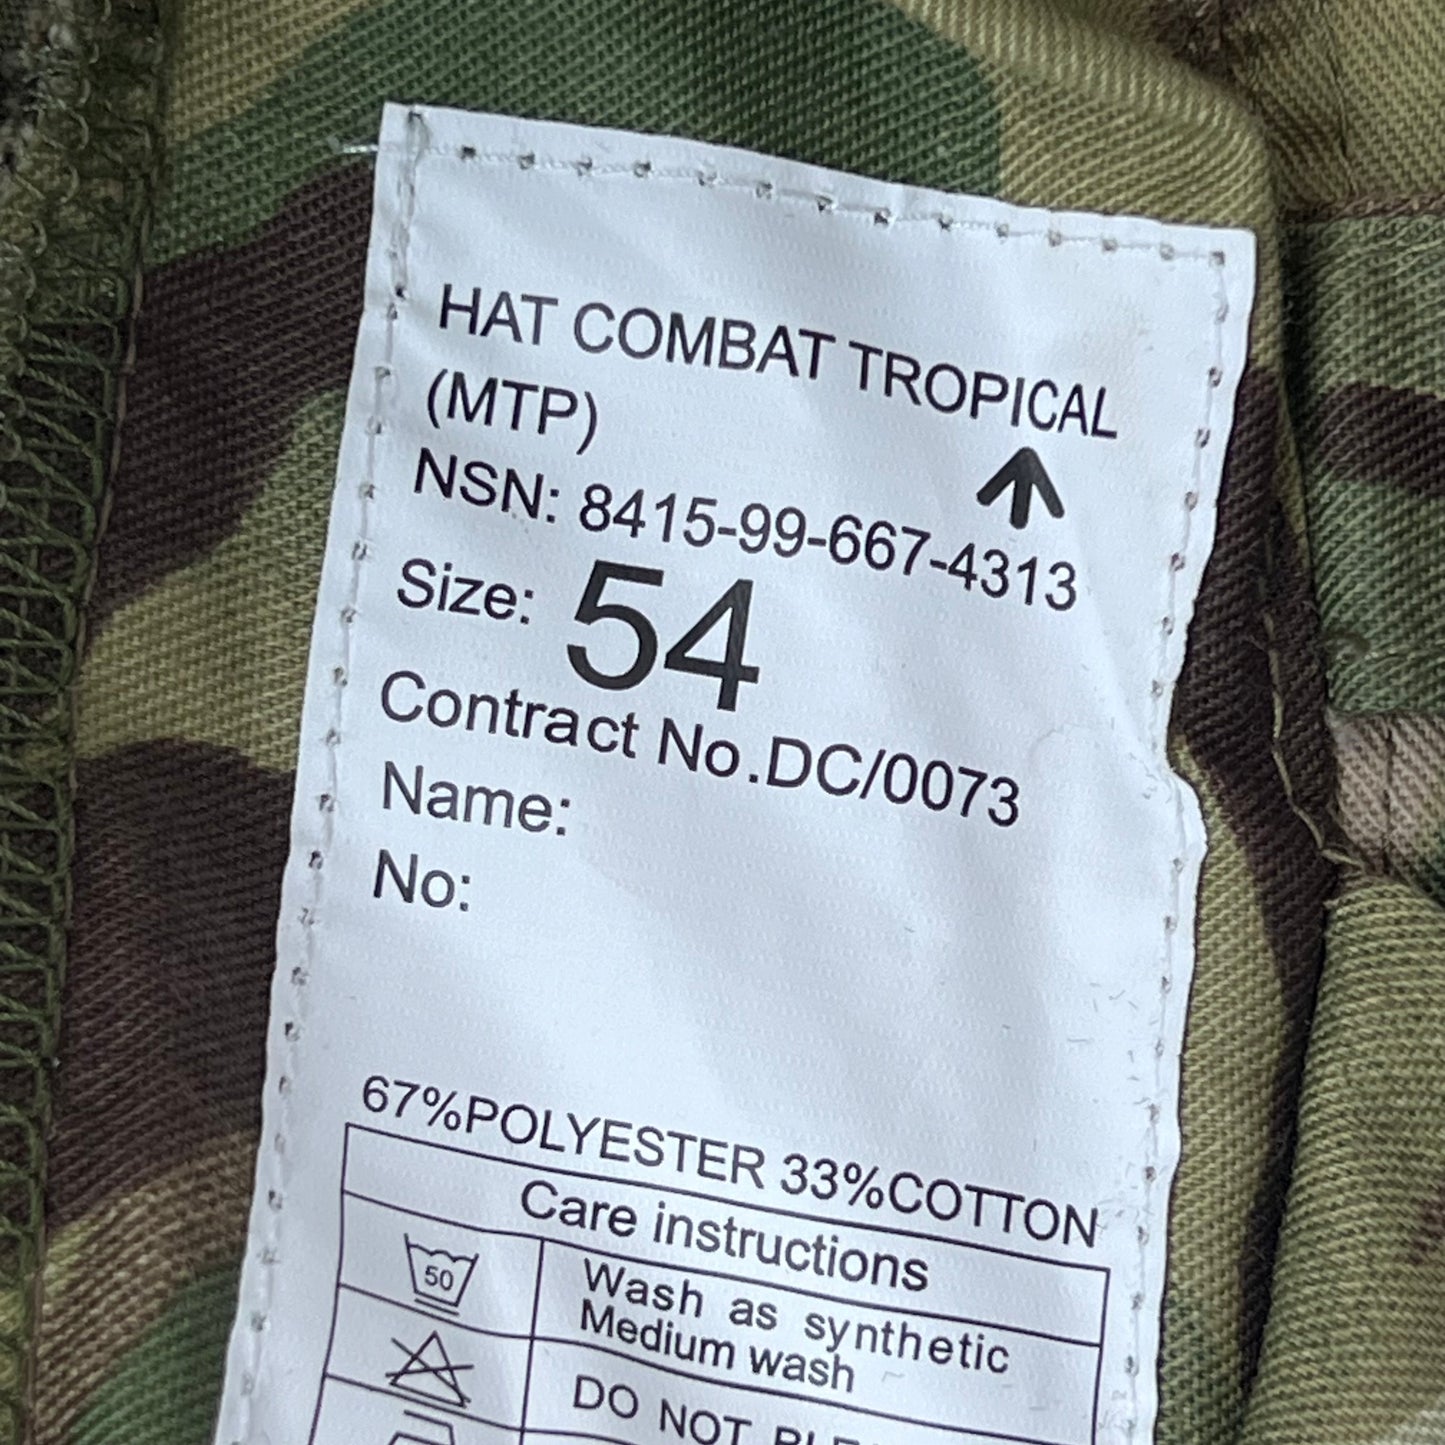 HAT COMBAT TROPICAL
(MTP)
NSN: 8415-99-667-4313
Size: 54
Contract No.DC/0073
Name:
No:
67%POLYESTER 33%COTTON
Care instructions
50
Wash as synthetic
Medium wash
DO NOT